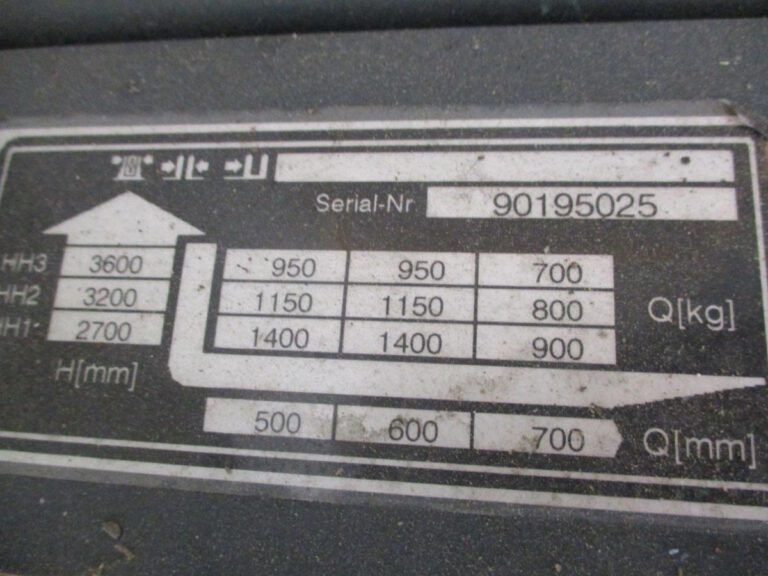 Serial-Nr 90195025
HH3 3600 950 950 700
HH2 3200 1150 1150 800 Q[kg]
HH1 2700 1400 1400 900
H[mm]
500 600 700 Q[mm]